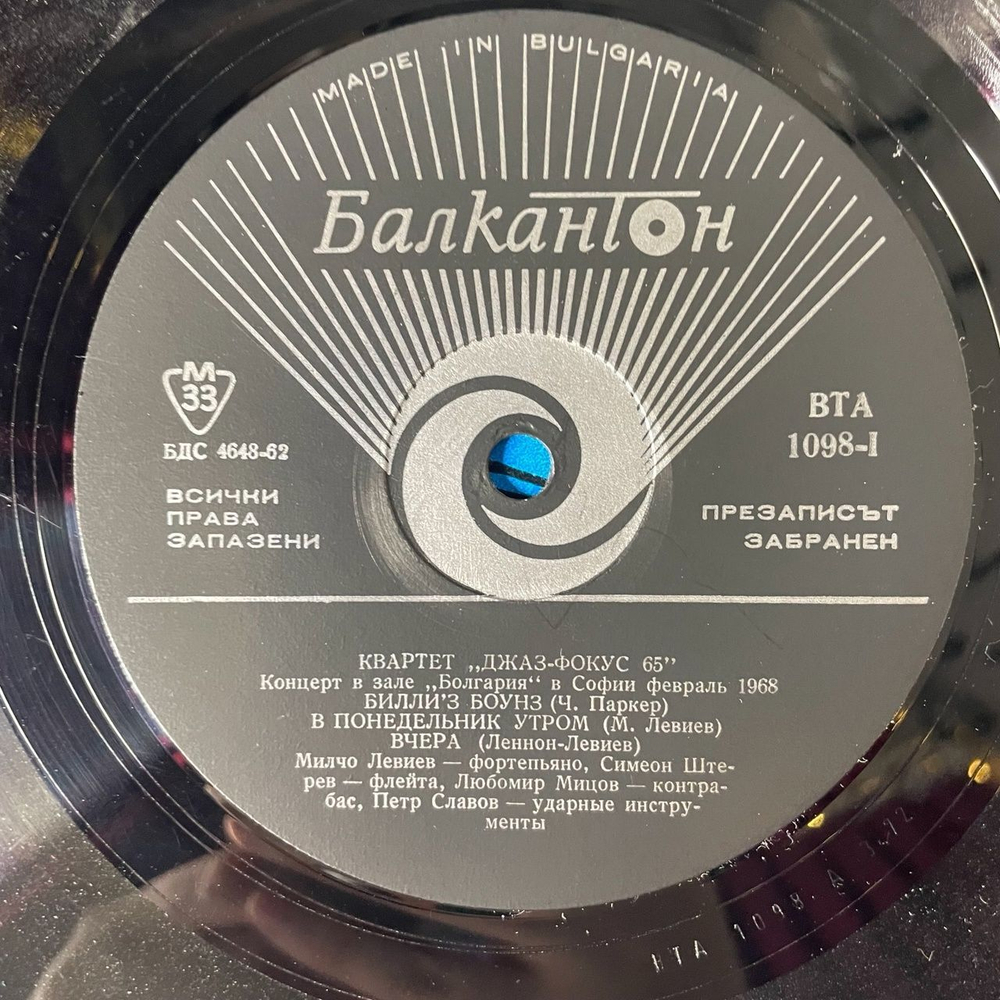 MADE IN BULGARIA
Балкантон
М
33
БДС 4648-62
ВСИЧКИ
ПРАВА
ЗАПАЗЕНИ
ВТА
1098-I
ПРЕЗАПИСЪТ
ЗАБРАНЕН
КВАРТЕТ „ДЖАЗ-ФОКУС 65”
Концерт в зале „Болгария“ в Софии февраль 1968
БИЛЛИ'З БОУНЗ (Ч. Паркер)
В ПОНЕДЕЛЬНИК УТРОМ (М. Левиев)
ВЧЕРА (Леннон-Левиев)
Милчо Левиев — фортепьяно, Симеон Ште-
рев — флейта, Любомир Мицов — контра-
бас, Петр Славов — ударные инстру-
менты
ВТА 1098 А